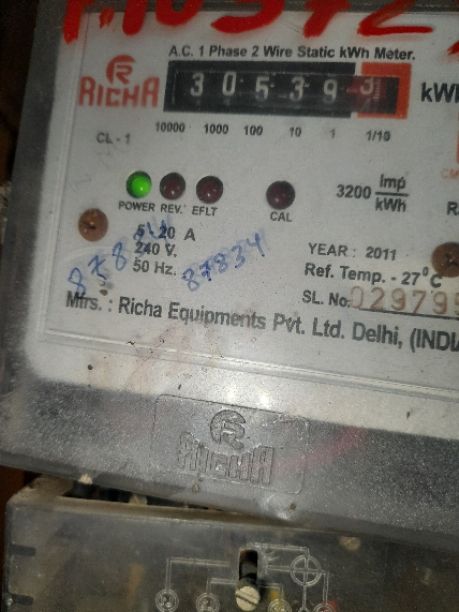 A.C. 1 Phase 2 Wire Static kWh Meter.
RICHA
3 0 5 3 9
kWh
10000 1000 100 10 1 1/10
CL - 1
POWER REV. EFLT
CAL
3200 Imp/kWh
5- 20 A
240 V.
50 Hz.
87834
87834
YEAR : 2011
Ref. Temp. - 27°C
SL. No.
Mfrs. : Richa Equipments Pvt. Ltd. Delhi,
RICHA